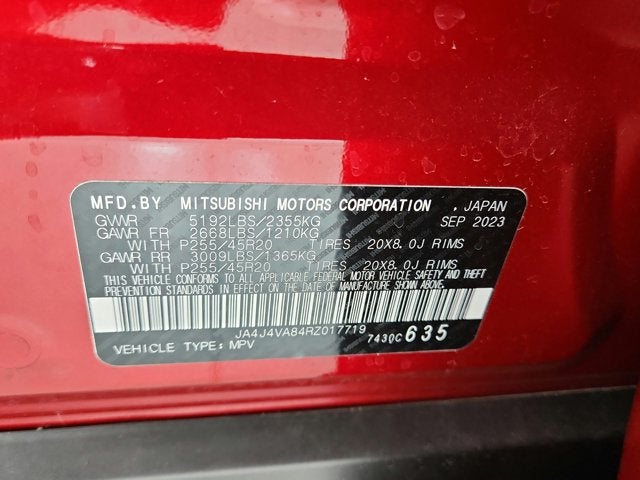 MFD.BY MITSUBISHI MOTORS CORPORATION , JAPAN
GVWR 5192LBS/2355KG SEP 2023
GAWR FR 2668LBS/1210KG
WITH P255/45R20 TIRES, 20X8.0J RIMS
GAWR RR 3009LBS/1365KG
WITH P255/45R20 TIRES, 20X8.0J RIMS
THIS VEHICLE CONFORMS TO ALL APPLICABLE FEDERAL MOTOR VEHICLE SAFETY AND THEFT
PREVENTION STANDARDS IN EFFECT ON THE DATE OF MANUFACTURE SHOWN ABOVE.
JA4J4VA84RZ017719
VEHICLE TYPE: MPV 7430C 635